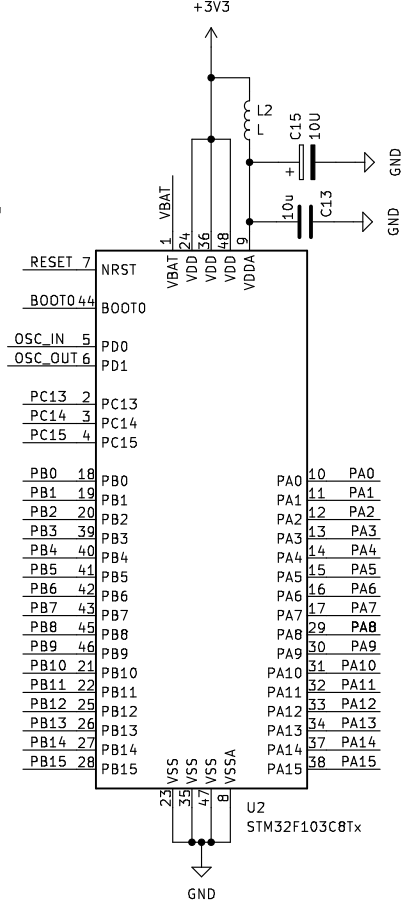 +3V3
L2
L
C15
10U
GND
+
10u
C13
GND
VBAT
1 24 36 48 9
VBAT VDD VDD VDD VDDA
RESET 7 NRST
BOOT0 44 BOOT0
OSC_IN 5 PD0
OSC_OUT 6 PD1
PC13 2 PC13
PC14 3 PC14
PC15 4 PC15
PB0 18 PB0 PA0 10 PA0
PB1 19 PB1 PA1 11 PA1
PB2 20 PB2 PA2 12 PA2
PB3 39 PB3 PA3 13 PA3
PB4 40 PB4 PA4 14 PA4
PB5 41 PB5 PA5 15 PA5
PB6 42 PB6 PA6 16 PA6
PB7 43 PB7 PA7 17 PA7
PB8 45 PB8 PA8 29 PA8
PB9 46 PB9 PA9 30 PA9
PB10 21 PB10 PA10 31 PA10
PB11 22 PB11 PA11 32 PA11
PB12 25 PB12 PA12 33 PA12
PB13 26 PB13 PA13 34 PA13
PB14 27 PB14 PA14 37 PA14
PB15 28 PB15 PA15 38 PA15
VSS VSS VSS VSSA
23 35 47 8
U2
STM32F103C8Tx
GND